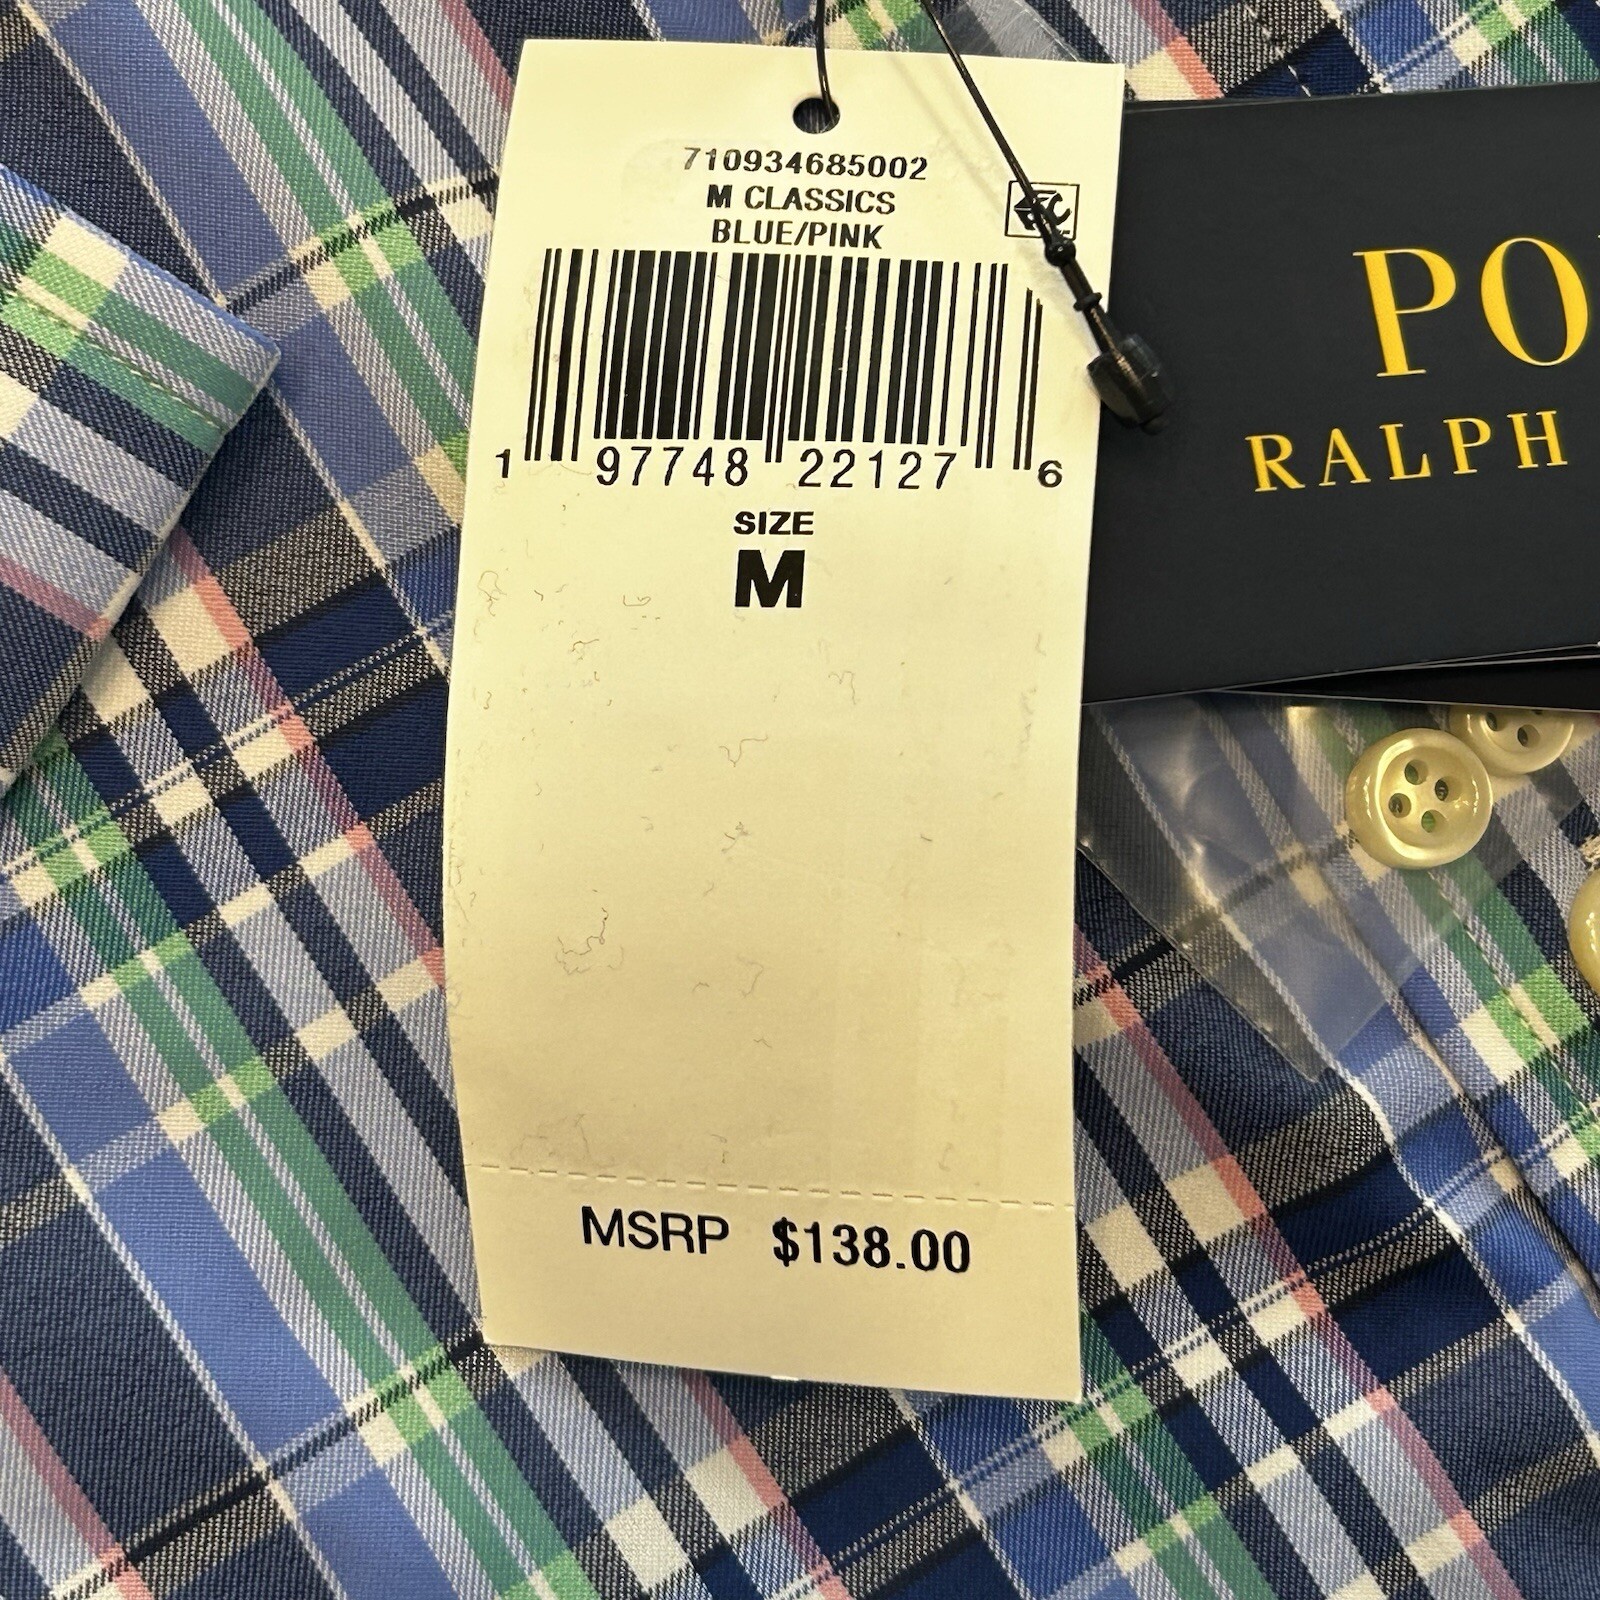 710934685002
M CLASSICS
BLUE/PINK
1 97748 22127 6
SIZE
M
MSRP $138.00
PO
RALPH